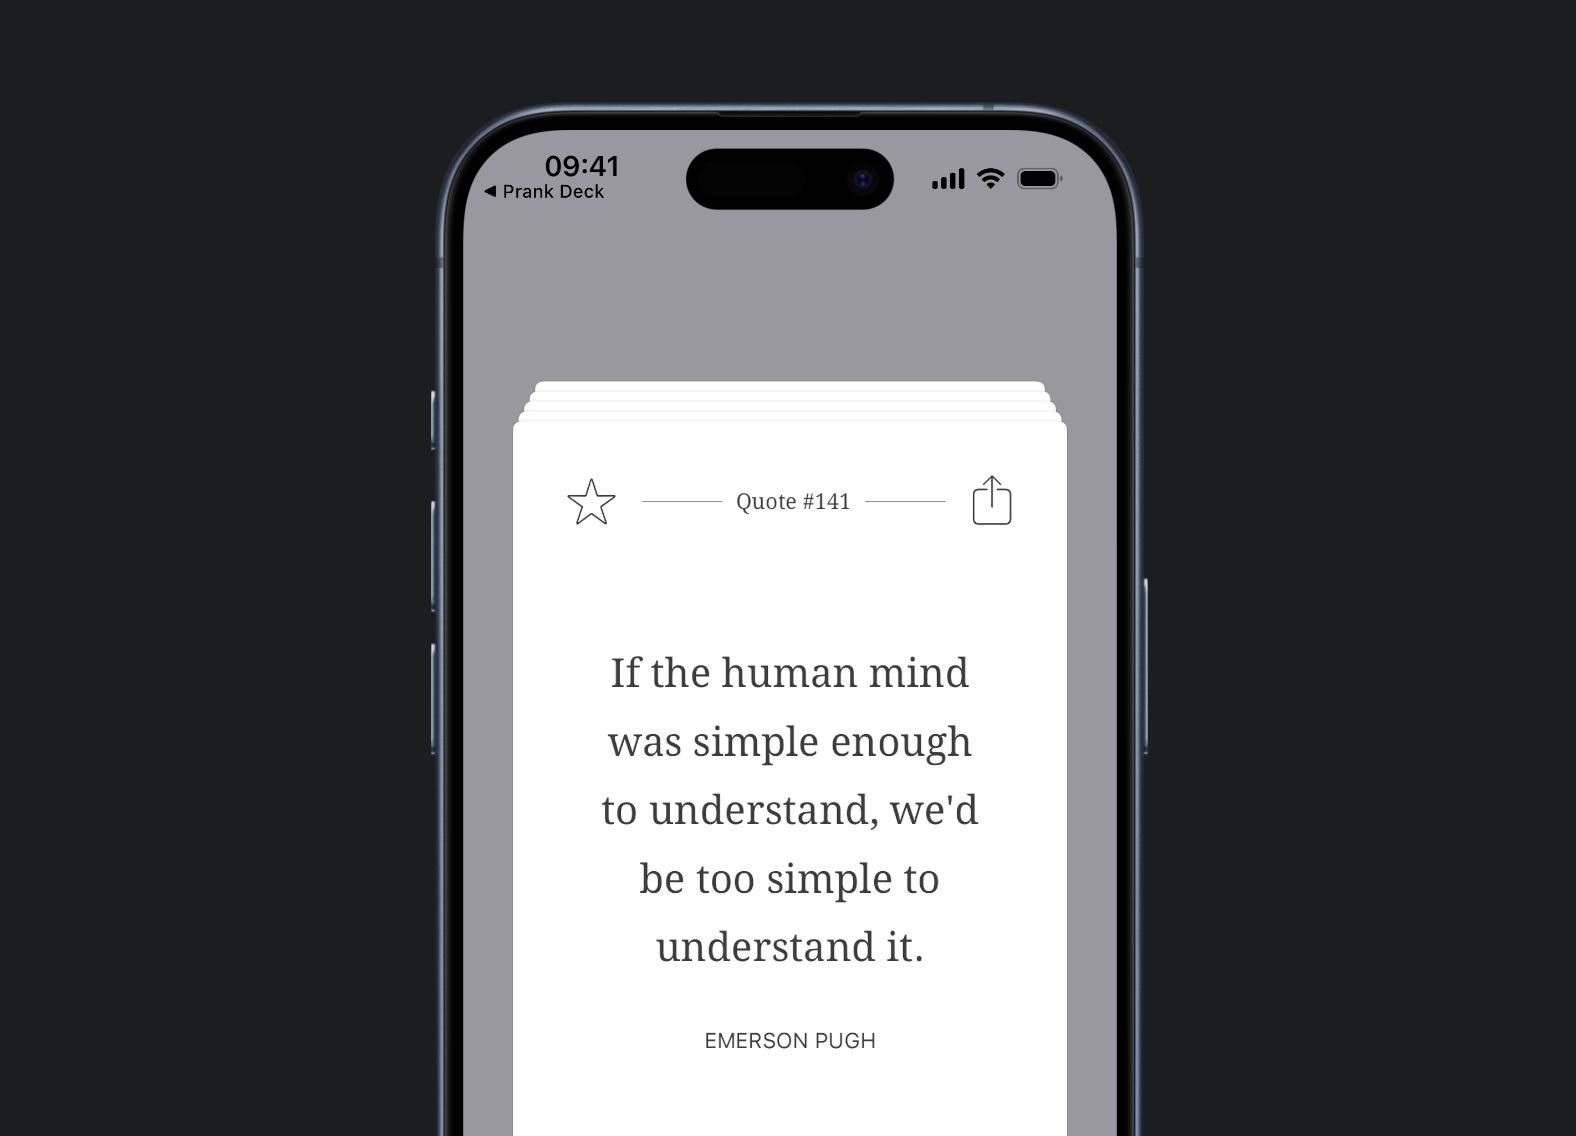 09:41
◀ Prank Deck
Quote #141
If the human mind
was simple enough
to understand, we'd
be too simple to
understand it.
EMERSON PUGH